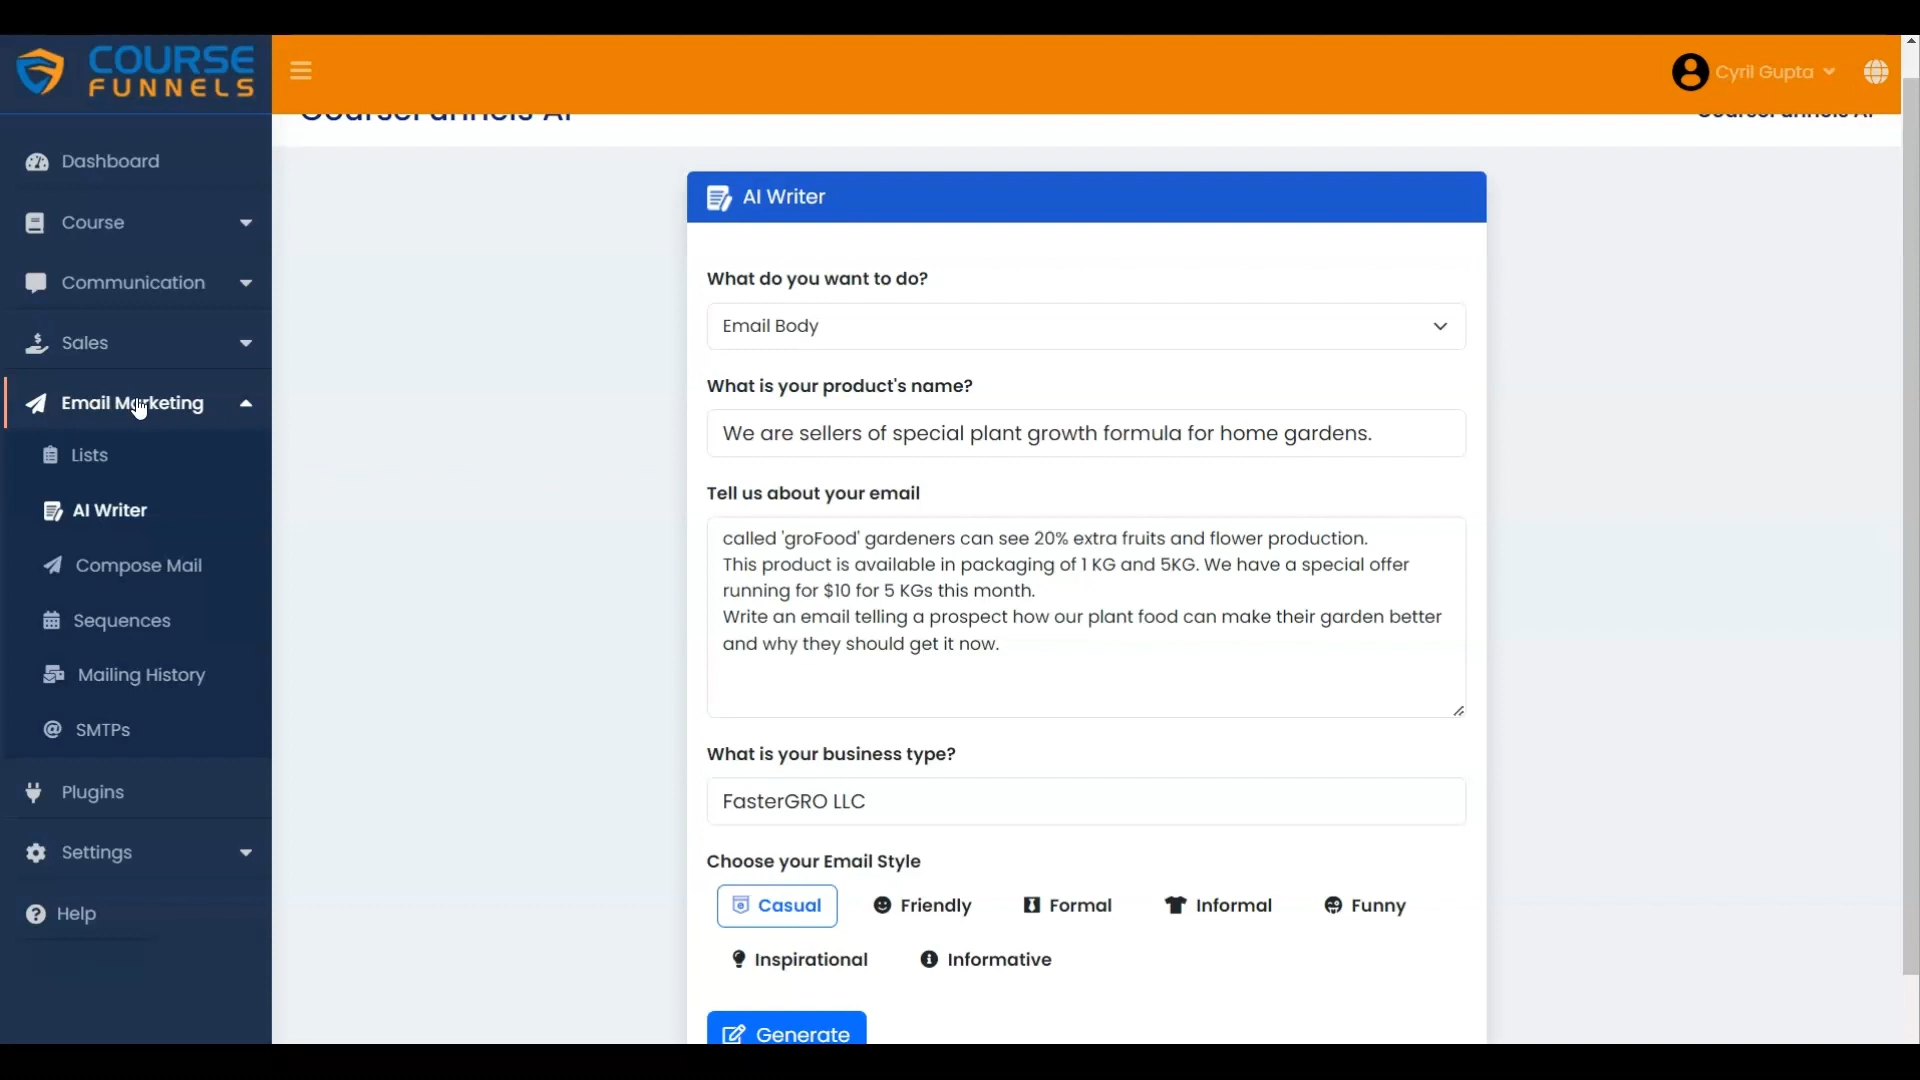 COURSE
FUNNELS
Cyril Gupta
CourseFunnels AI
CourseFunnels AI
Dashboard
Course
Communication
Sales
Email Marketing
Lists
AI Writer
Compose Mail
Sequences
Mailing History
SMTPs
Plugins
Settings
Help
AI Writer
What do you want to do?
Email Body
What is your product's name?
We are sellers of special plant growth formula for home gardens.
Tell us about your email
called 'groFood' gardeners can see 20% extra fruits and flower production.
This product is available in packaging of 1 KG and 5KG. We have a special offer
running for $10 for 5 KGs this month.
Write an email telling a prospect how our plant food can make their garden better
and why they should get it now.
What is your business type?
FasterGRO LLC
Choose your Email Style
Casual
Friendly
Formal
Informal
Funny
Inspirational
Informative
Generate